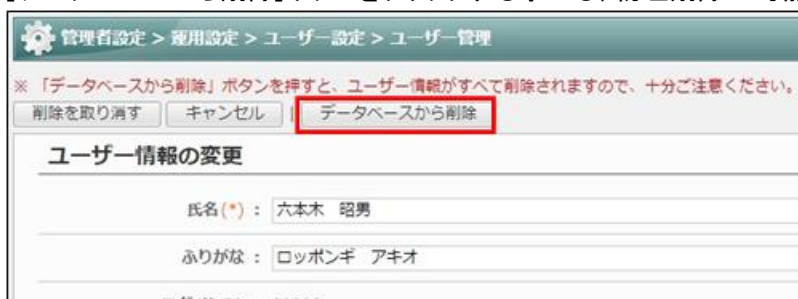 管理者設定 > 運用設定 > ユーザー設定 > ユーザー管理
※ 「データベースから削除」ボタンを押すと、ユーザー情報がすべて削除されますので、十分ご注意ください。
削除を取り消す キャンセル | データベースから削除
ユーザー情報の変更
氏名(*) : 六本木 昭男
ふりがな : ロッポンギ アキオ